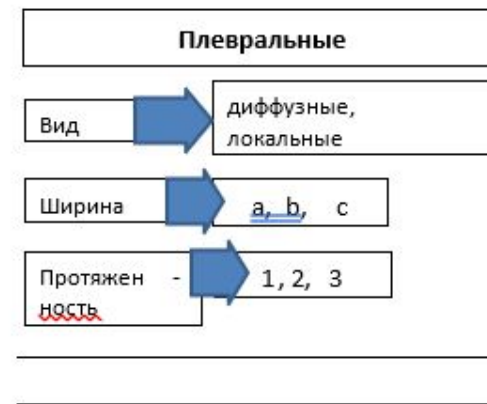 Плевральные
Вид
диффузные,
локальные
Ширина
a, b, c
Протяжен -
ность
1, 2, 3